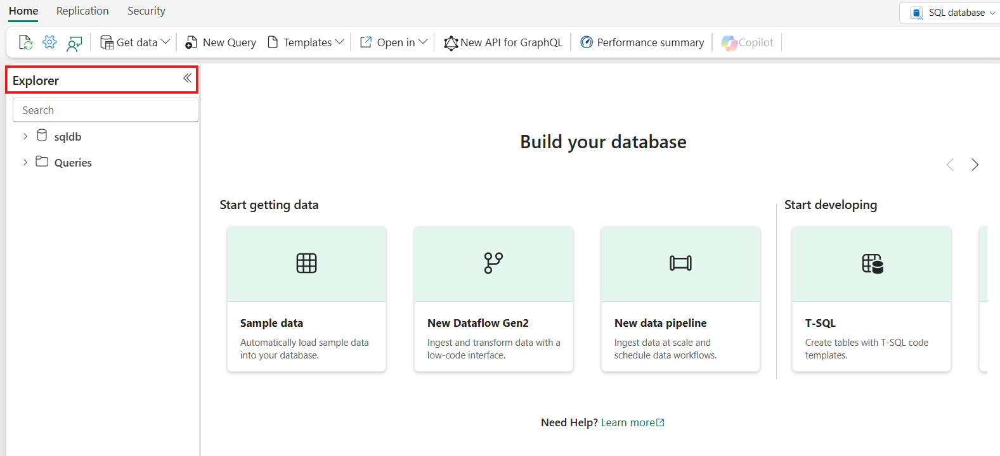 Home Replication Security
SQL database
Get data New Query Templates Open in New API for GraphQL Performance summary Copilot
Explorer
Search
sqldb
Queries
Build your database
Start getting data
Sample data
Automatically load sample data
into your database.
New Dataflow Gen2
Ingest and transform data with a
low-code interface.
New data pipeline
Ingest data at scale and
schedule data workflows.
Start developing
T-SQL
Create tables with T-SQL code
templates.
Need Help? Learn more